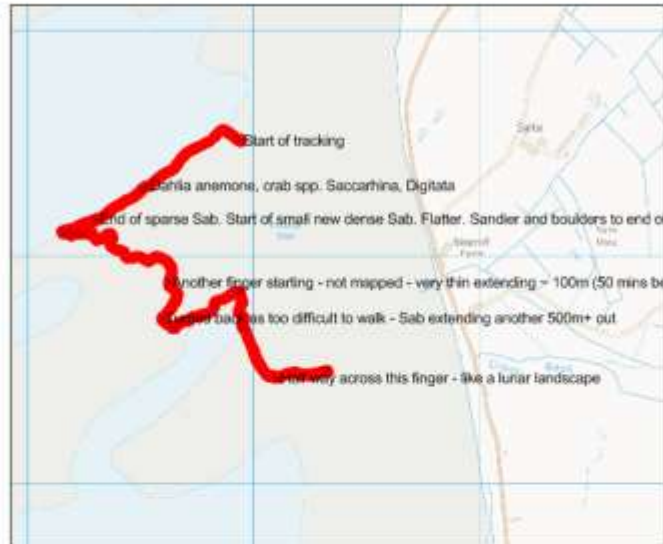 Start of tracking
Dahlia anemone, crab spp. Saccarhina, Digitata
End of sparse Sab. Start of small new dense Sab. Flatter. Sandier and boulders to end o
Another finger starting - not mapped - very thin extending ~ 100m (50 mins be
back as too difficult to walk - Sab extending another 500m+ out
way across this finger - like a lunar landscape